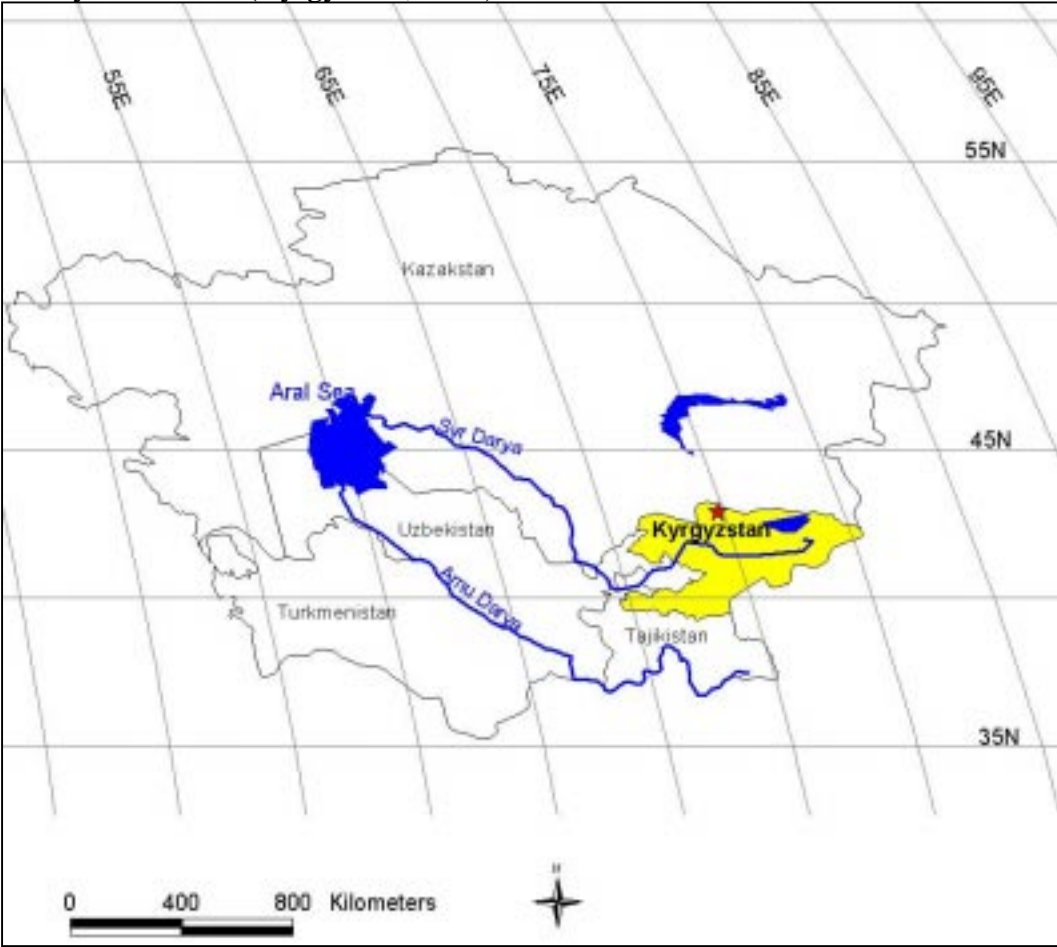 55E
65E
75E
85E
95E
55N
Kazakstan
Aral Sea
Syr Darya
45N
Kyrgyzstan
Uzbekistan
Amu Darya
Turkmenistan
Tajikistan
35N
0 400 800 Kilometers